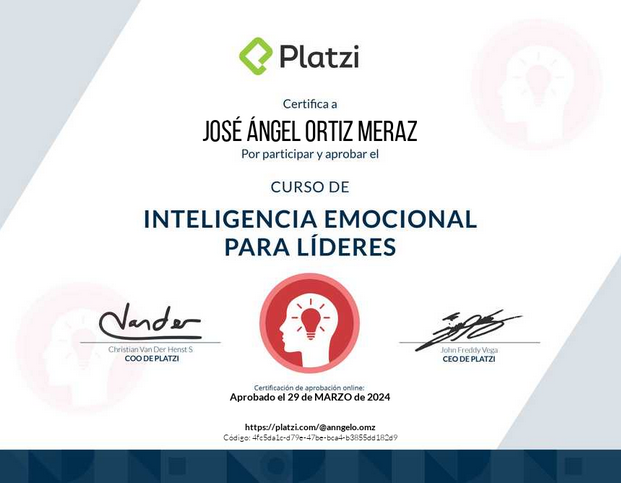 Platzi
Certifica a
JOSÉ ÁNGEL ORTIZ MERAZ
Por participar y aprobar el
CURSO DE
INTELIGENCIA EMOCIONAL
PARA LÍDERES
Christian Van Der Henst S
COO DE PLATZI
John Freddy Vega
CEO DE PLATZI
Certificación de aprobación online:
Aprobado el 29 de MARZO de 2024
https://platzi.com/@anngelo.omz
Código: 4fc5da1c-d79e-47be-bca4-b3855dd182d9